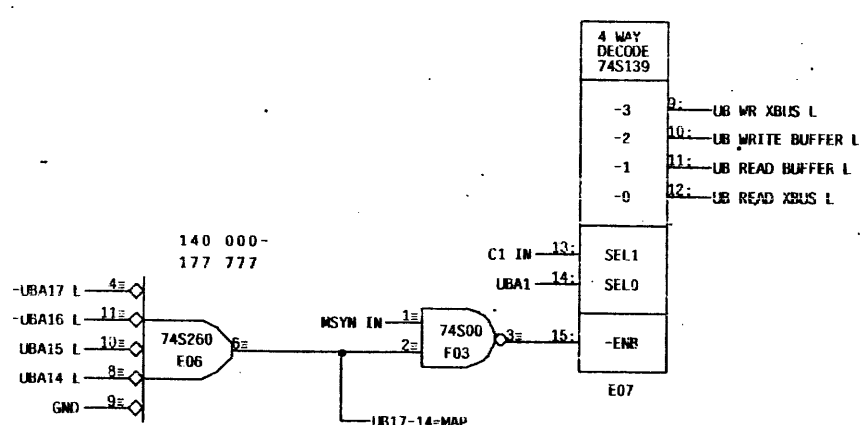 4 WAY
DECODE
74S139
-3 9: UB WR XBUS L
-2 10: UB WRITE BUFFER L
-1 11: UB READ BUFFER L
-0 12: UB READ XBUS L
140 000-
177 777
C1 IN 13: SEL1
UBA1 14: SEL0
-UBA17 L 4≡
-UBA16 L 11≡
UBA15 L 10≡
UBA14 L 8≡
GND 9≡
74S260
E06
6≡
MSYN IN 1≡
2≡
74S00
F03
3≡
15: -ENB
E07
UB17-14=MAP